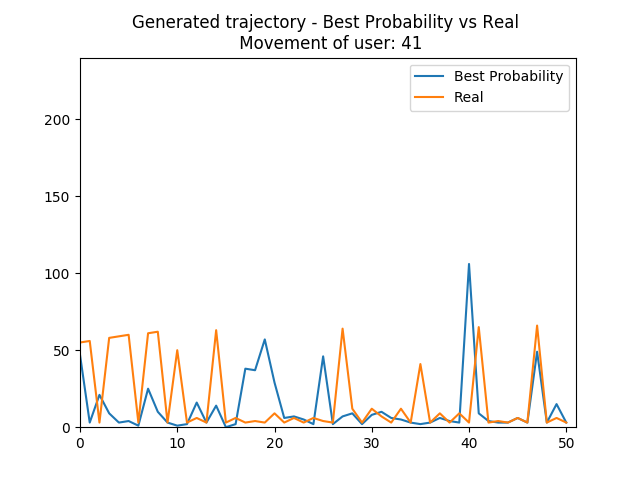 Generated trajectory - Best Probability vs Real
Movement of user: 41
Best Probability
Real
200
150
100
50
0
0 10 20 30 40 50